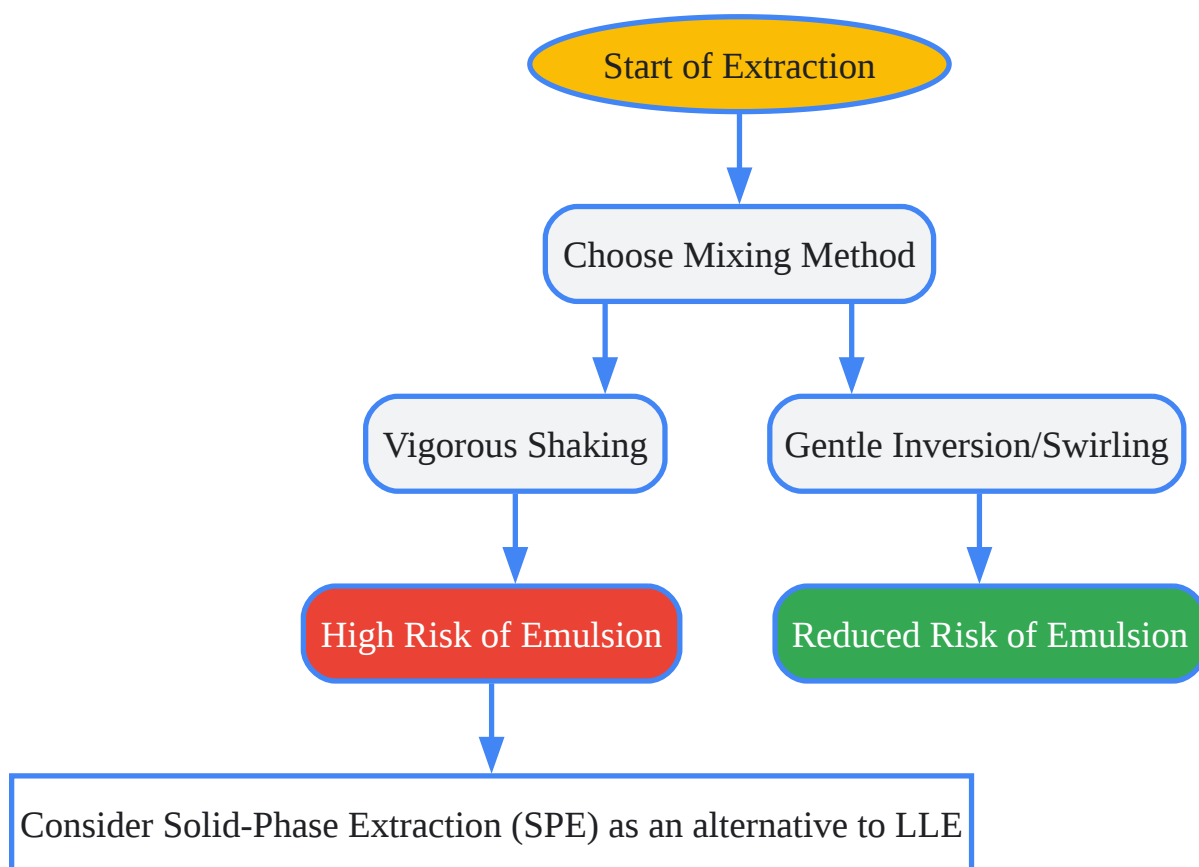 Start of Extraction
Choose Mixing Method
Vigorous Shaking
Gentle Inversion/Swirling
High Risk of Emulsion
Reduced Risk of Emulsion
Consider Solid-Phase Extraction (SPE) as an alternative to LLE